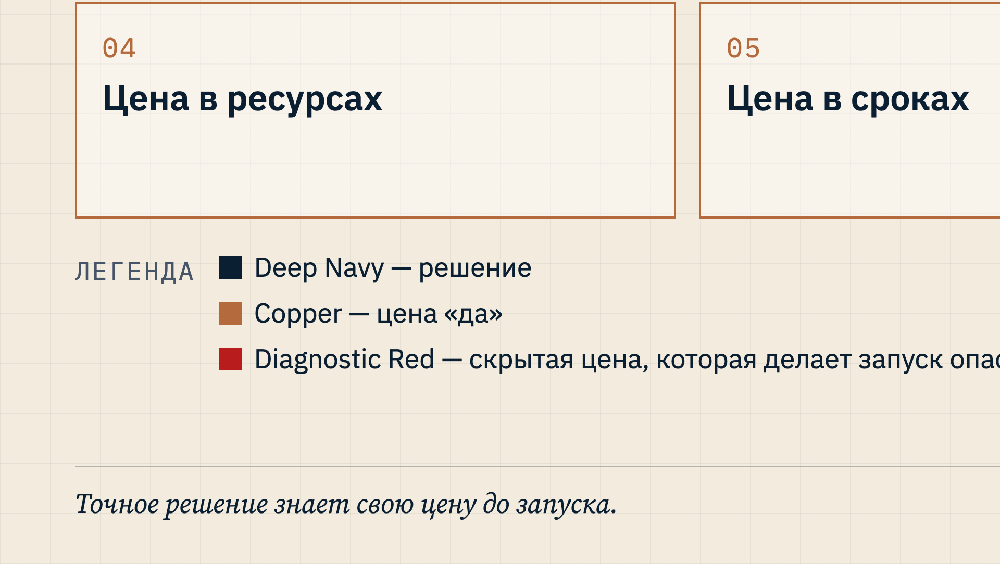 04
05
Цена в ресурсах
Цена в сроках
ЛЕГЕНДА
Deep Navy — решение
Copper — цена «да»
Diagnostic Red — скрытая цена, которая делает запуск
Точное решение знает свою цену до запуска.